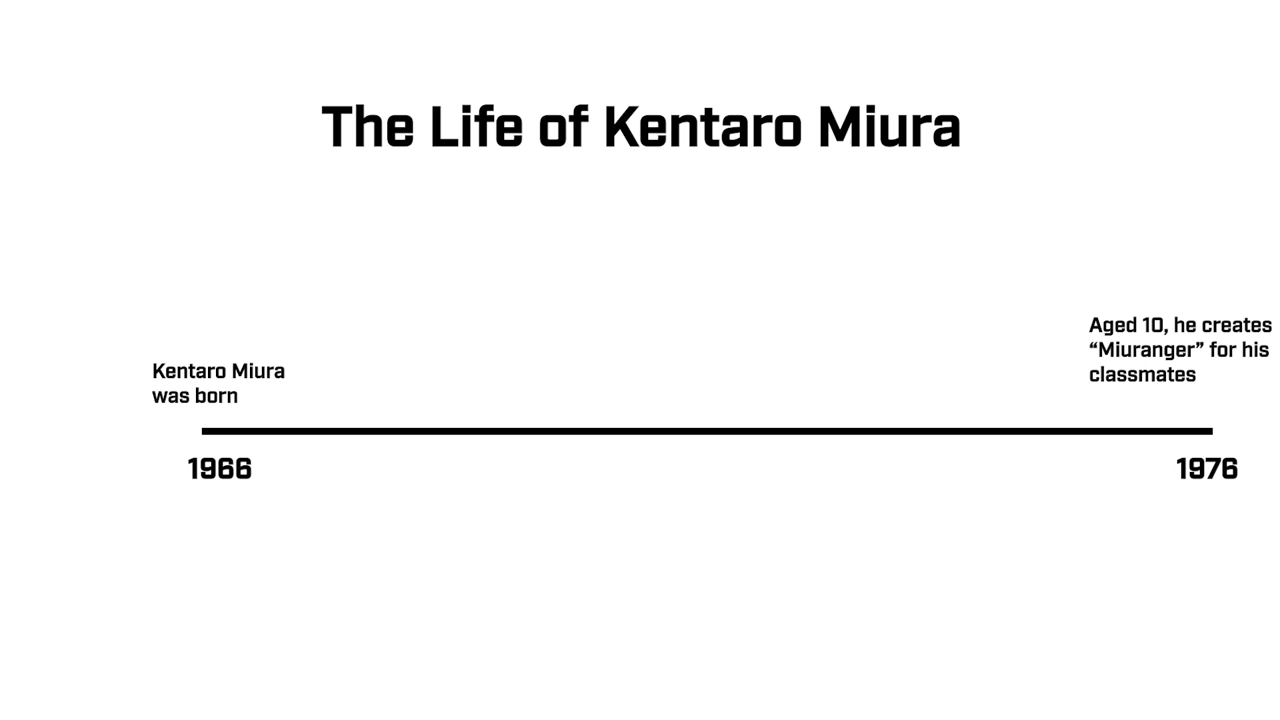 The Life of Kentaro Miura
Kentaro Miura
was born
Aged 10, he creates
“Miuranger” for his
classmates
1966
1976